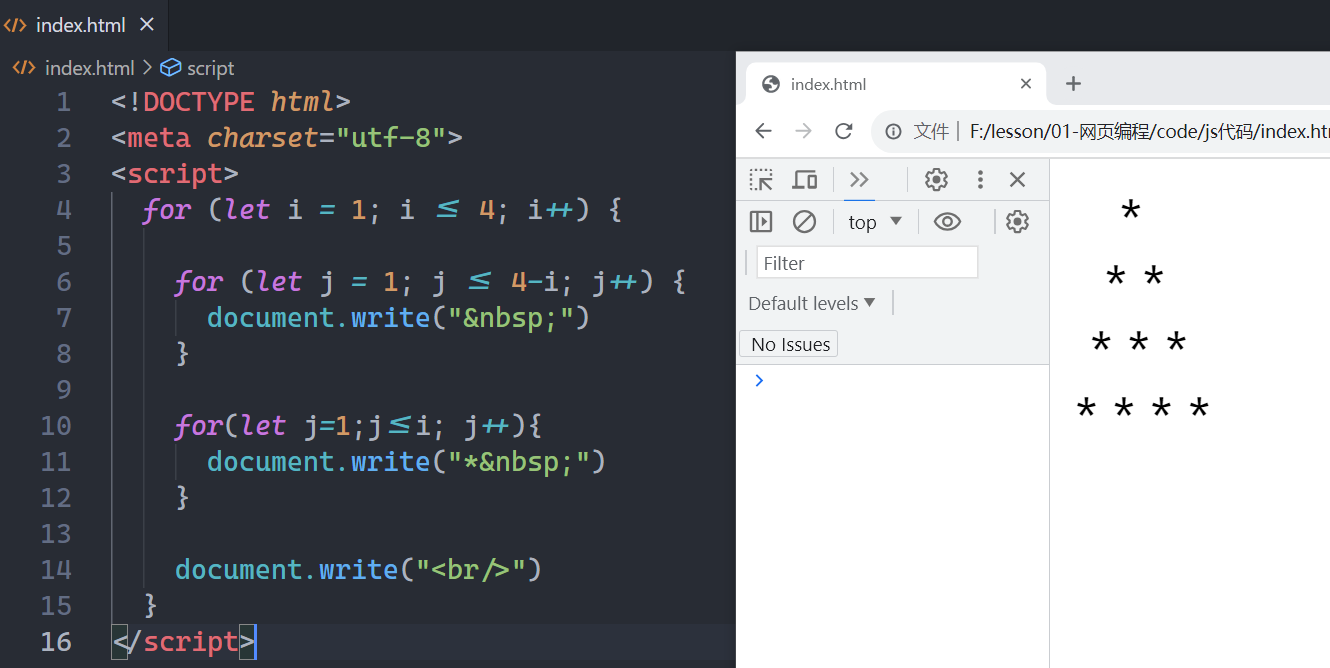 index.html
index.html > script
1 <!DOCTYPE html>
2 <meta charset="utf-8">
3 <script>
4 for (let i = 1; i <= 4; i++) {
5
6 for (let j = 1; j <= 4-i; j++) {
7 document.write("&nbsp;")
8 }
9
10 for(let j=1;j<=i; j++){
11 document.write("*&nbsp;")
12 }
13
14 document.write("<br/>")
15 }
16 </script>
index.html
文件 F:/lesson/01-网页编程/code/js代码/index.htm
top
Filter
Default levels
No Issues
*
* *
* * *
* * * *